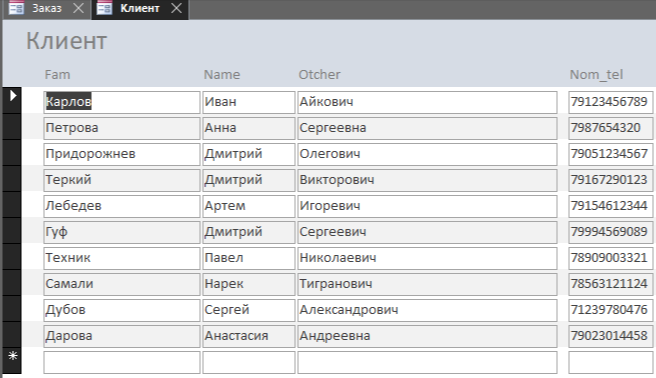 Заказ Клиент
Клиент
Fam Name Otcher Nom_tel
Карлов Иван Айкович 79123456789
Петрова Анна Сергеевна 7987654320
Придорожнев Дмитрий Олегович 79051234567
Теркий Дмитрий Викторович 79167290123
Лебедев Артем Игоревич 79154612344
Гуф Дмитрий Сергеевич 79994569089
Техник Павел Николаевич 78909003321
Самали Нарек Тигранович 78563121124
Дубов Сергей Александрович 71239780476
Дарова Анастасия Андреевна 79023014458